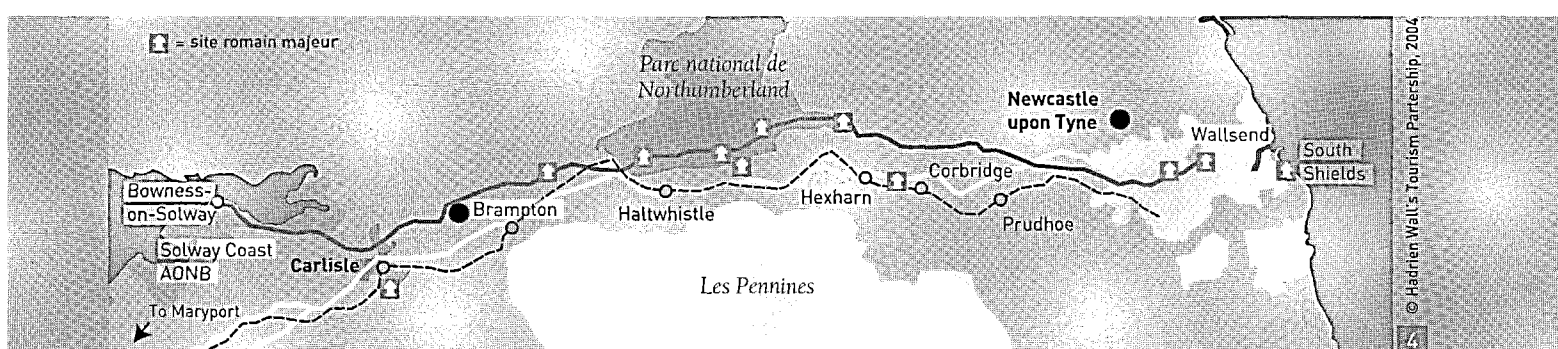 = site romain majeur
Parc national de
Northumberland
Newcastle
upon Tyne
Wallsend
South
Shields
Corbridge
Hexharn
Prudhoe
Haltwhistle
Brampton
Bowness-
on-Solway
Solway Coast
AONB
Carlisle
Les Pennines
To Maryport
© Hadrien Wall's Tourism Partership, 2004
4